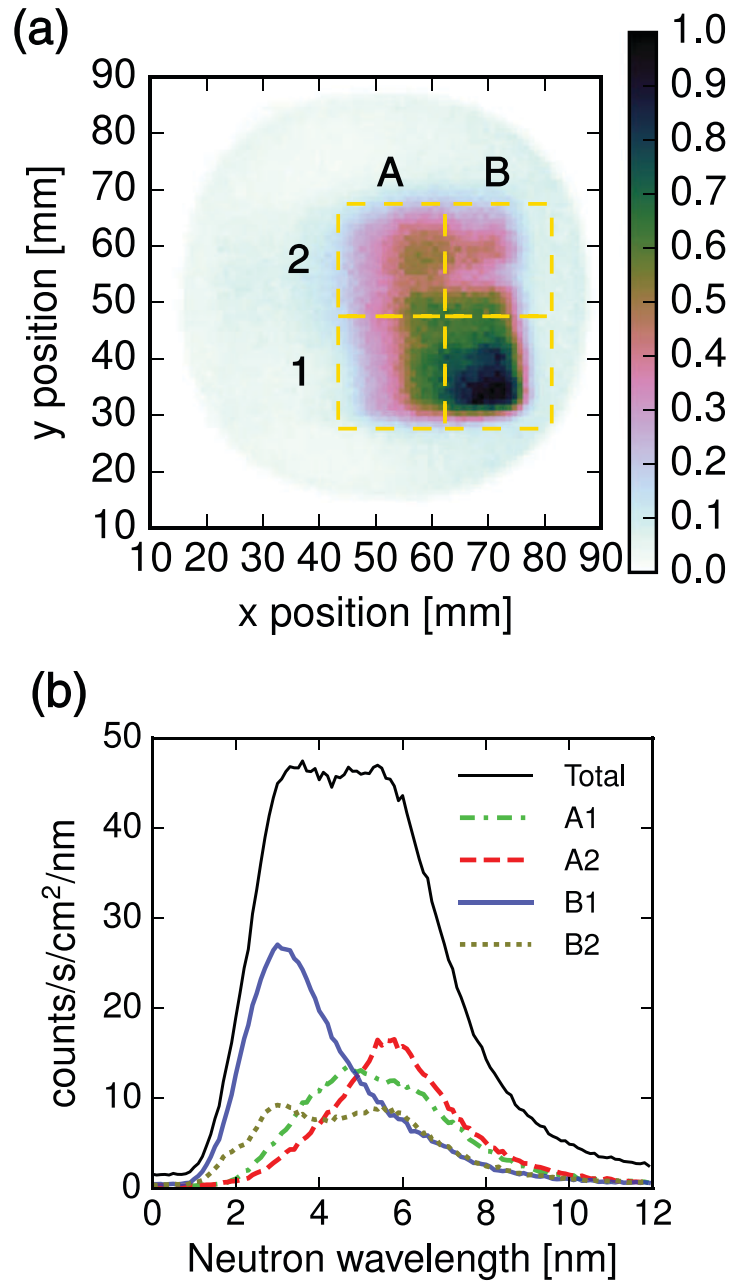 (a)
1.0
0.9
0.8
0.7
0.6
0.5
0.4
0.3
0.2
0.1
0.0
90
80
70
60
50
40
30
20
10
y position [mm]
A B
2
1
10 20 30 40 50 60 70 80 90
x position [mm]
(b)
50
40
30
20
10
0
counts/s/cm²/nm
Total
A1
A2
B1
B2
0 2 4 6 8 10 12
Neutron wavelength [nm]